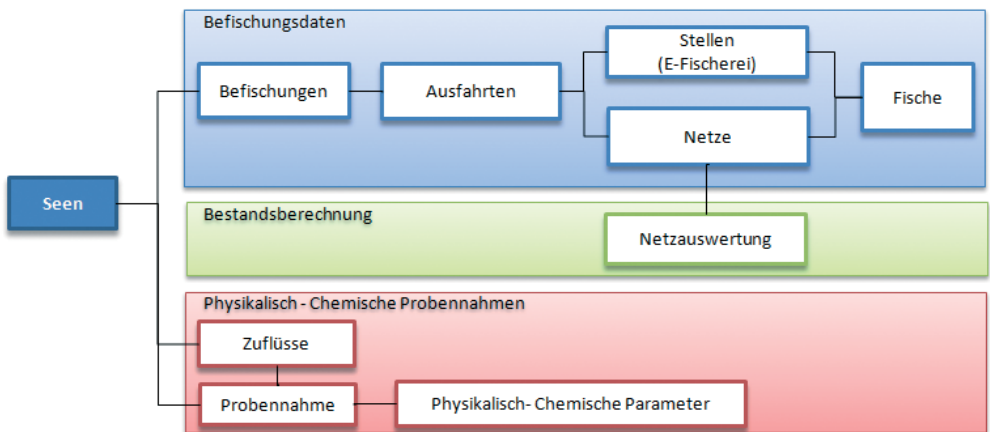 Befischungsdaten
Befischungen
Ausfahrten
Stellen
(E-Fischerei)
Netze
Fische
Seen
Bestandsberechnung
Netzauswertung
Physikalisch - Chemische Probennahmen
Zuflüsse
Probennahme
Physikalisch- Chemische Parameter